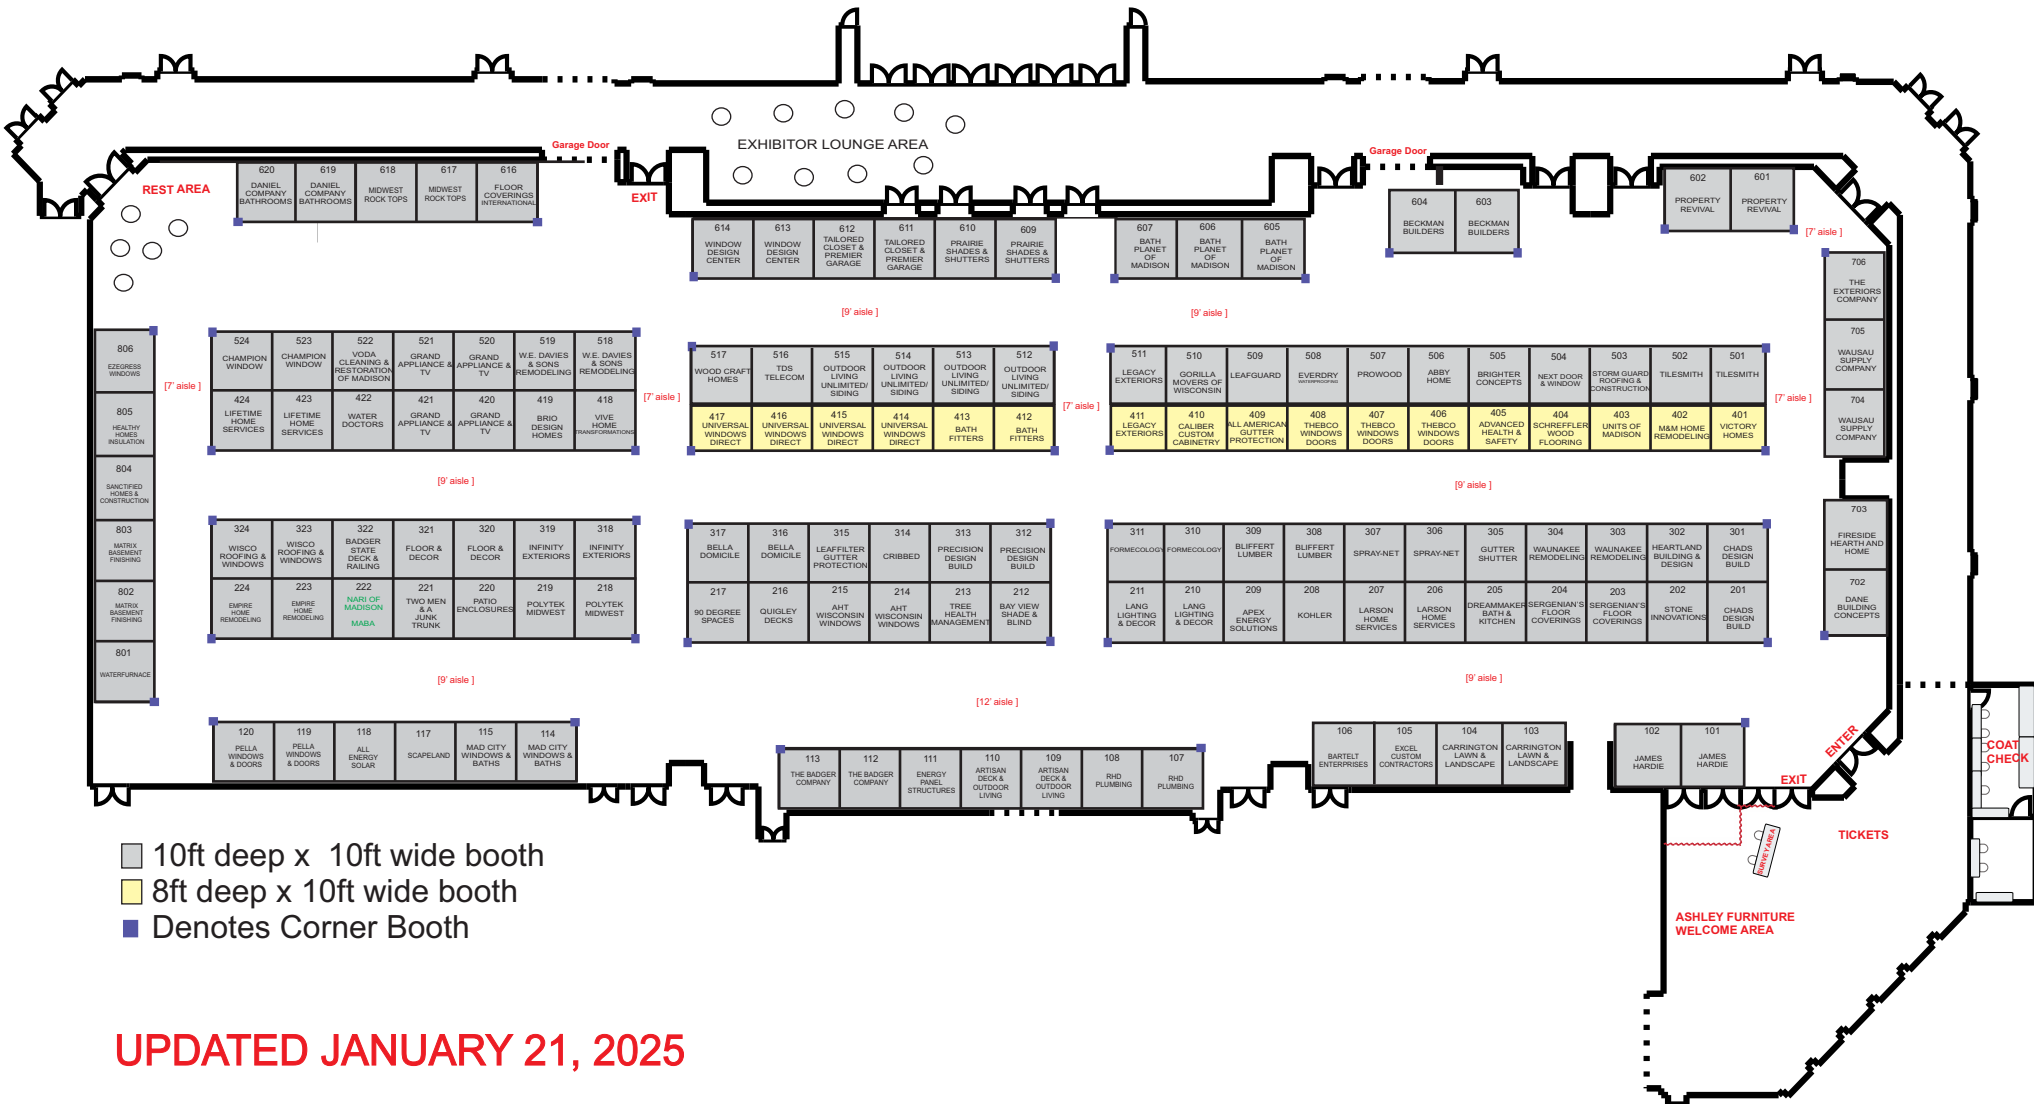 EXHIBITOR LOUNGE AREA
Garage Door
Garage Door
REST AREA
EXIT
620
DANIEL
COMPANY
BATHROOMS
619
DANIEL
COMPANY
BATHROOMS
618
MIDWEST
ROCK TOPS
617
MIDWEST
ROCK TOPS
616
FLOOR
COVERINGS
INTERNATIONAL
614
WINDOW
DESIGN
CENTER
613
WINDOW
DESIGN
CENTER
612
TAILORED
CLOSET &
PREMIER
GARAGE
611
TAILORED
CLOSET &
PREMIER
GARAGE
610
PRAIRIE
SHADES &
SHUTTERS
609
PRAIRIE
SHADES &
SHUTTERS
607
BATH
PLANET
OF
MADISON
606
BATH
PLANET
OF
MADISON
605
BATH
PLANET
OF
MADISON
604
BECKMAN
BUILDERS
603
BECKMAN
BUILDERS
602
PROPERTY
REVIVAL
601
PROPERTY
REVIVAL
[7' aisle ]
706
THE
EXTERIORS
COMPANY
705
WAUSAU
SUPPLY
COMPANY
704
WAUSAU
SUPPLY
COMPANY
703
FIRESIDE
HEARTH AND
HOME
702
DANE
BUILDING
CONCEPTS
[9' aisle ]
[9' aisle ]
806
EZEGRESS
WINDOWS
805
HEALTHY
HOMES
INSULATION
804
SANCTIFIED
HOMES &
CONSTRUCTION
803
MATRIX
BASEMENT
FINISHING
802
MATRIX
BASEMENT
FINISHING
801
WATERFURNACE
[7' aisle ]
524
CHAMPION
WINDOW
523
CHAMPION
WINDOW
522
VODA
CLEANING &
RESTORATION
OF MADISON
521
GRAND
APPLIANCE &
TV
520
GRAND
APPLIANCE &
TV
519
W.E. DAVIES
& SONS
REMODELING
518
W.E. DAVIES
& SONS
REMODELING
424
LIFETIME
HOME
SERVICES
423
LIFETIME
HOME
SERVICES
422
WATER
DOCTORS
421
GRAND
APPLIANCE &
TV
420
GRAND
APPLIANCE &
TV
419
BRIO
DESIGN
HOMES
418
VIVE
HOME
TRANSFORMATIONS
[7' aisle ]
517
WOOD CRAFT
HOMES
516
TDS
TELECOM
515
OUTDOOR
LIVING
UNLIMITED/
SIDING
514
OUTDOOR
LIVING
UNLIMITED/
SIDING
513
OUTDOOR
LIVING
UNLIMITED/
SIDING
512
OUTDOOR
LIVING
UNLIMITED/
SIDING
417
UNIVERSAL
WINDOWS
DIRECT
416
UNIVERSAL
WINDOWS
DIRECT
415
UNIVERSAL
WINDOWS
DIRECT
414
UNIVERSAL
WINDOWS
DIRECT
413
BATH
FITTERS
412
BATH
FITTERS
[7' aisle ]
511
LEGACY
EXTERIORS
510
GORILLA
MOVERS OF
WISCONSIN
509
LEAFGUARD
508
EVERDRY
WATERPROOFING
507
PROWOOD
506
ABBY
HOME
505
BRIGHTER
CONCEPTS
504
NEXT DOOR
& WINDOW
503
STORM GUARD
ROOFING &
CONSTRUCTION
502
TILESMITH
501
TILESMITH
411
LEGACY
EXTERIORS
410
CALIBER
CUSTOM
CABINETRY
409
ALL AMERICAN
GUTTER
PROTECTION
408
THEBCO
WINDOWS
DOORS
407
THEBCO
WINDOWS
DOORS
406
THEBCO
WINDOWS
DOORS
405
ADVANCED
HEALTH &
SAFETY
404
SCHREFFLER
WOOD
FLOORING
403
UNITS OF
MADISON
402
M&M HOME
REMODELING
401
VICTORY
HOMES
[7' aisle ]
[9' aisle ]
[9' aisle ]
324
WISCO
ROOFING &
WINDOWS
323
WISCO
ROOFING &
WINDOWS
322
BADGER
STATE
DECK &
RAILING
321
FLOOR &
DECOR
320
FLOOR &
DECOR
319
INFINITY
EXTERIORS
318
INFINITY
EXTERIORS
224
EMPIRE
HOME
REMODELING
223
EMPIRE
HOME
REMODELING
222
NARI OF
MADISON
MABA
221
TWO MEN
& A
JUNK
TRUNK
220
PATIO
ENCLOSURES
219
POLYTEK
MIDWEST
218
POLYTEK
MIDWEST
317
BELLA
DOMICILE
316
BELLA
DOMICILE
315
LEAFFILTER
GUTTER
PROTECTION
314
CRIBBED
313
PRECISION
DESIGN
BUILD
312
PRECISION
DESIGN
BUILD
217
90 DEGREE
SPACES
216
QUIGLEY
DECKS
215
AHT
WISCONSIN
WINDOWS
214
AHT
WISCONSIN
WINDOWS
213
TREE
HEALTH
MANAGEMENT
212
BAY VIEW
SHADE &
BLIND
311
FORMECOLOGY
310
FORMECOLOGY
309
BLIFFERT
LUMBER
308
BLIFFERT
LUMBER
307
SPRAY-NET
306
SPRAY-NET
305
GUTTER
SHUTTER
304
WAUNAKEE
REMODELING
303
WAUNAKEE
REMODELING
302
HEARTLAND
BUILDING &
DESIGN
301
CHADS
DESIGN
BUILD
211
LANG
LIGHTING
& DECOR
210
LANG
LIGHTING
& DECOR
209
APEX
ENERGY
SOLUTIONS
208
KOHLER
207
LARSON
HOME
SERVICES
206
LARSON
HOME
SERVICES
205
DREAMMAKER
BATH &
KITCHEN
204
SERGENIAN'S
FLOOR
COVERINGS
203
SERGENIAN'S
FLOOR
COVERINGS
202
STONE
INNOVATIONS
201
CHADS
DESIGN
BUILD
[9' aisle ]
[12' aisle ]
[9' aisle ]
120
PELLA
WINDOWS
& DOORS
119
PELLA
WINDOWS
& DOORS
118
ALL
ENERGY
SOLAR
117
SCAPELAND
115
MAD CITY
WINDOWS &
BATHS
114
MAD CITY
WINDOWS &
BATHS
113
THE BADGER
COMPANY
112
THE BADGER
COMPANY
111
ENERGY
PANEL
STRUCTURES
110
ARTISAN
DECK &
OUTDOOR
LIVING
109
ARTISAN
DECK &
OUTDOOR
LIVING
108
RHD
PLUMBING
107
RHD
PLUMBING
106
BARTELT
ENTERPRISES
105
EXCEL
CUSTOM
CONTRACTORS
104
CARRINGTON
LAWN &
LANDSCAPE
103
CARRINGTON
LAWN &
LANDSCAPE
102
JAMES
HARDIE
101
JAMES
HARDIE
ENTER
EXIT
COAT
CHECK
TICKETS
SURVEY AREA
ASHLEY FURNITURE
WELCOME AREA
10ft deep x 10ft wide booth
8ft deep x 10ft wide booth
Denotes Corner Booth
UPDATED JANUARY 21, 2025